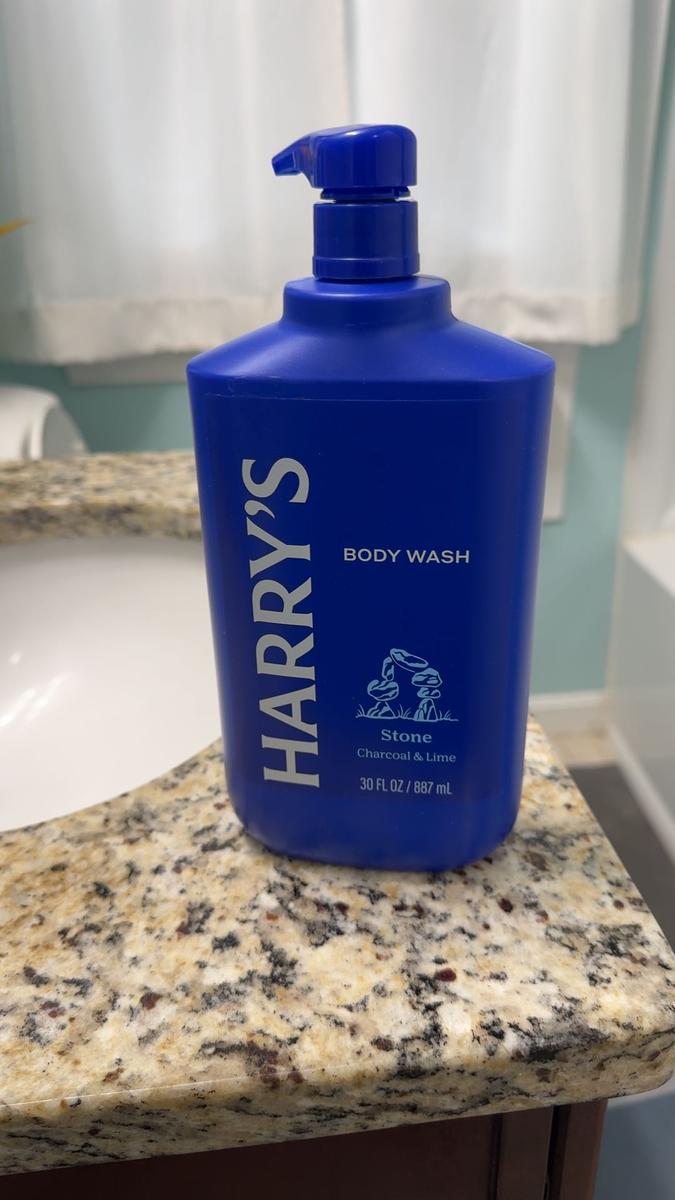 HARRY'S
BODY WASH
Stone
Charcoal & Lime
30 FL OZ / 887 mL